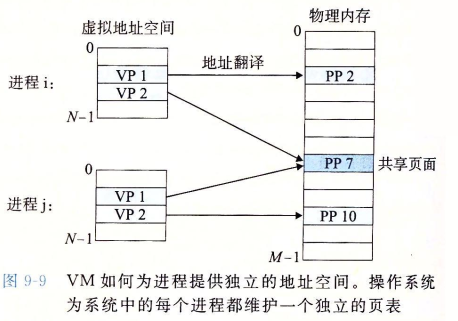 虚拟地址空间
物理内存
0
0
地址翻译
进程i:
VP 1
PP 2
VP 2
N-1
0
PP 7
共享页面
进程j:
VP 1
VP 2
PP 10
N-1
M-1
图 9-9 VM 如何为进程提供独立的地址空间。操作系统
为系统中的每个进程都维护一个独立的页表